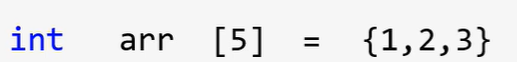 int arr [5] = {1,2,3}